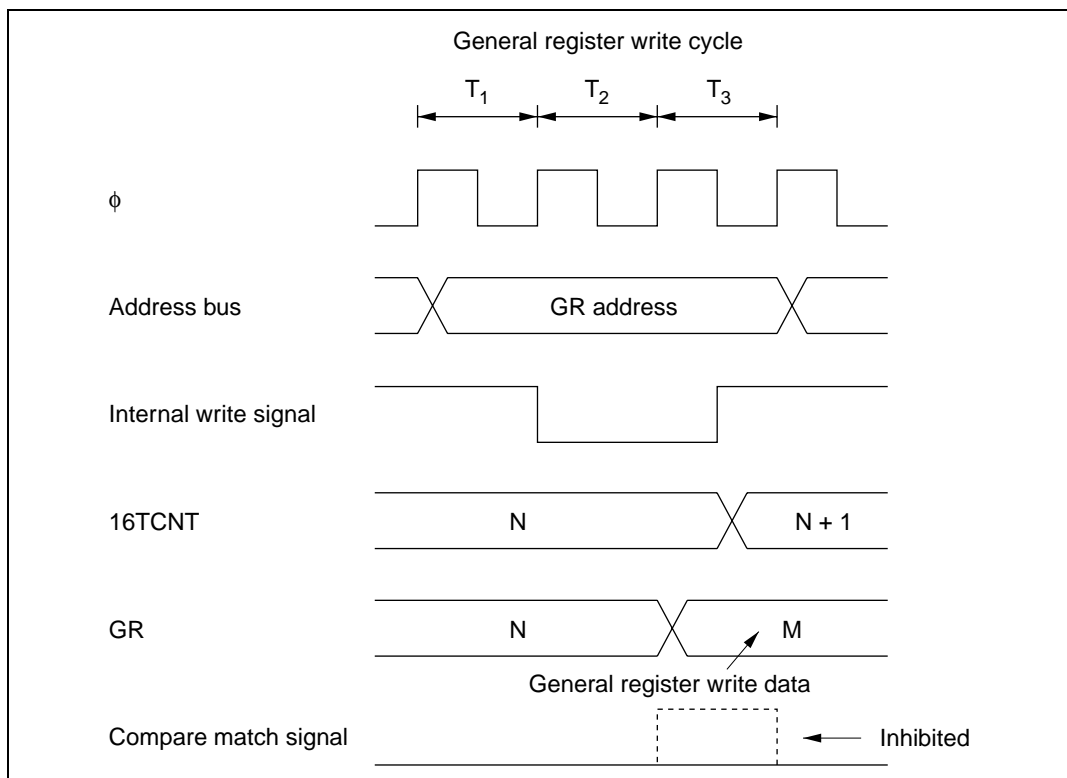 General register write cycle
T1 T2 T3
φ
Address bus
GR address
Internal write signal
16TCNT
N
N + 1
GR
N
M
General register write data
Compare match signal
Inhibited